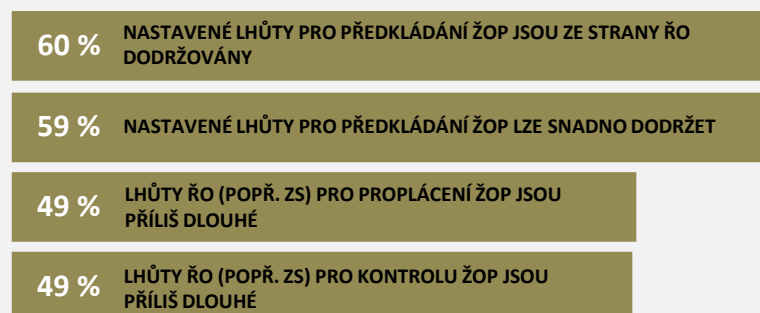 60 % NASTAVENÉ LHŮTY PRO PŘEDKLÁDÁNÍ ŽOP JSOU ZE STRANY ŘO
DODRŽOVÁNY
59 % NASTAVENÉ LHŮTY PRO PŘEDKLÁDÁNÍ ŽOP LZE SNADNO DODRŽET
49 % LHŮTY ŘO (POPŘ. ZS) PRO PROPLÁCENÍ ŽOP JSOU
PŘÍLIŠ DLOUHÉ
49 % LHŮTY ŘO (POPŘ. ZS) PRO KONTROLU ŽOP JSOU
PŘÍLIŠ DLOUHÉ